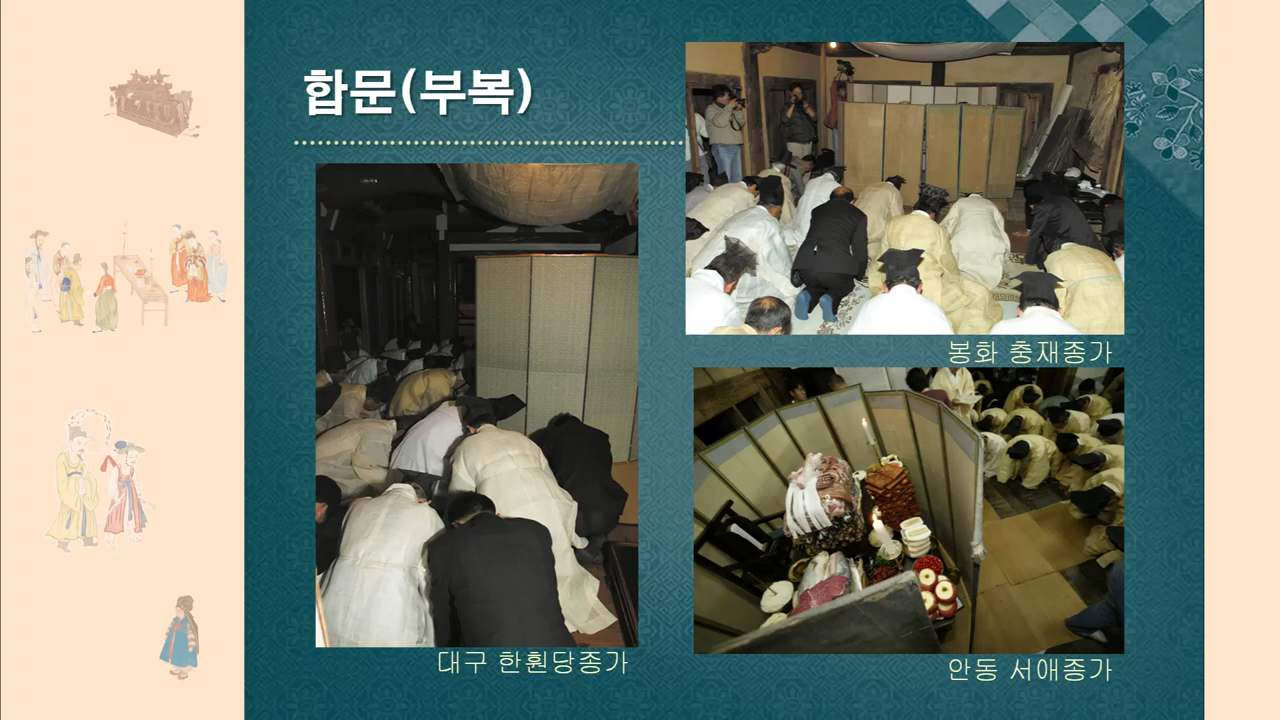 합문(부복)
봉화 충재종가
대구 한훤당종가
안동 서애종가